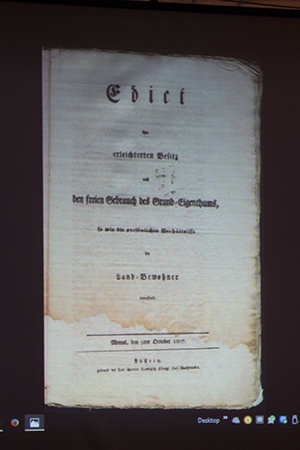 Edict
den
erleichterten Besitz
und
den freien Gebrauch des Grund-Eigenthums,
so wie die persönlichen Verhältnisse
der
Land-Bewohner
betreffend.
Memel, den 9ten October 1807.
Cüstrin,
Desktop